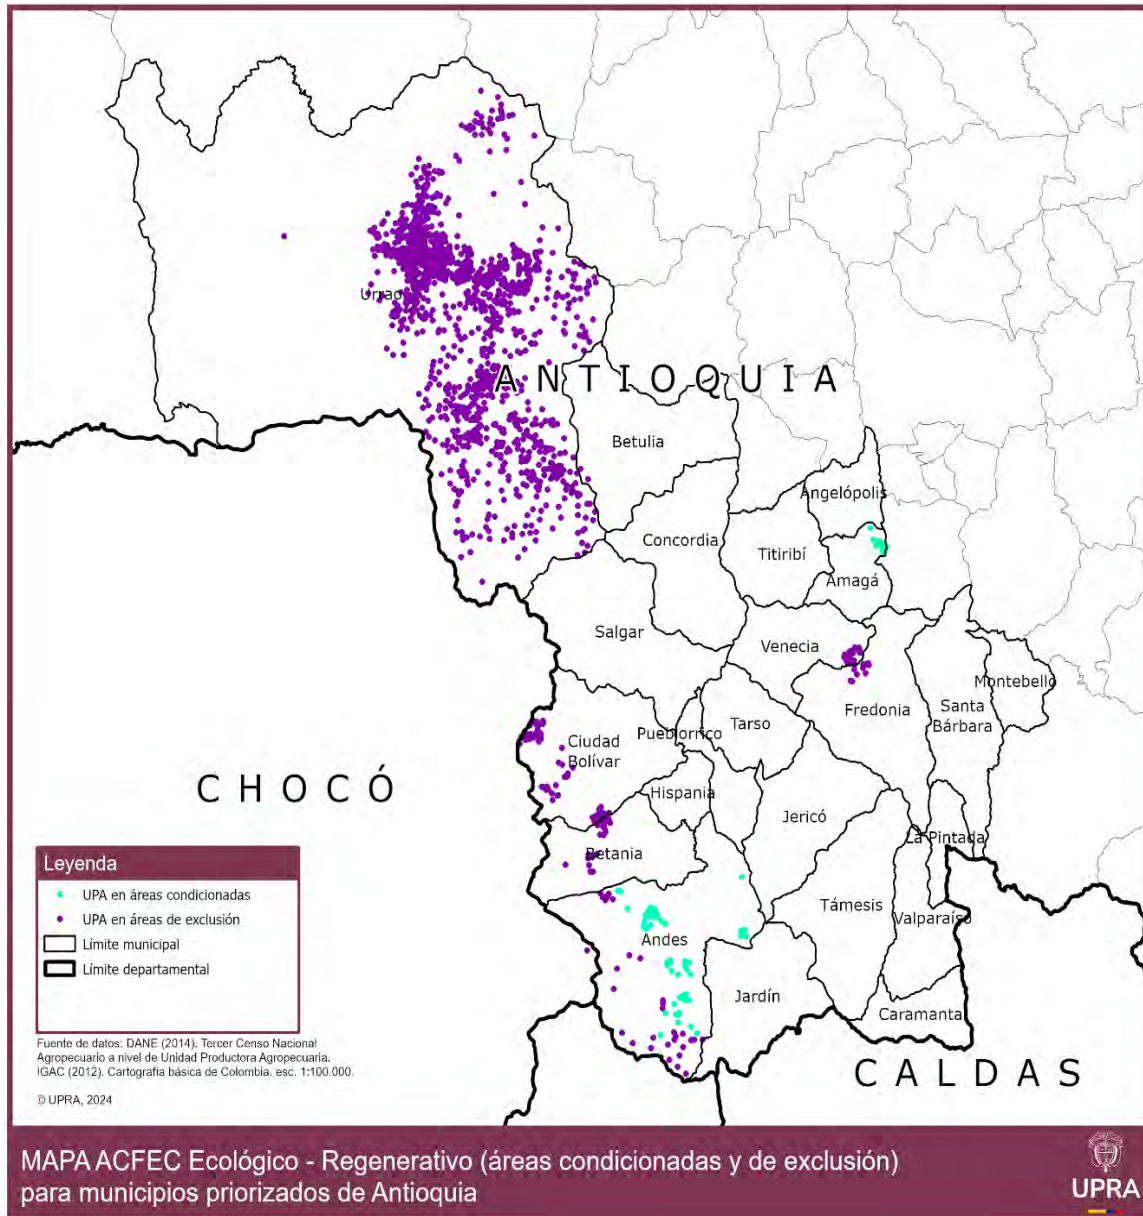 Urrao
ANTIOQUIA
Betulia
Angelópolis
Concordia
Titiribí
Amagá
Salgar
Venecia
Montebello
Fredonia
Santa
Bárbara
Ciudad
Bolívar
Pueblorrico
Tarso
CHOCÓ
Hispania
Jericó
La Pintada
Betania
Támesis
Valparaíso
Andes
Jardín
Caramanta
CALDAS
Leyenda
UPA en áreas condicionadas
UPA en áreas de exclusión
Límite municipal
Límite departamental
Fuente de datos: DANE (2014). Tercer Censo Nacional
Agropecuario a nivel de Unidad Productora Agropecuaria.
IGAC (2012). Cartografía básica de Colombia. esc. 1:100.000.
© UPRA, 2024
MAPA ACFEC Ecológico - Regenerativo (áreas condicionadas y de exclusión)
para municipios priorizados de Antioquia
UPRA